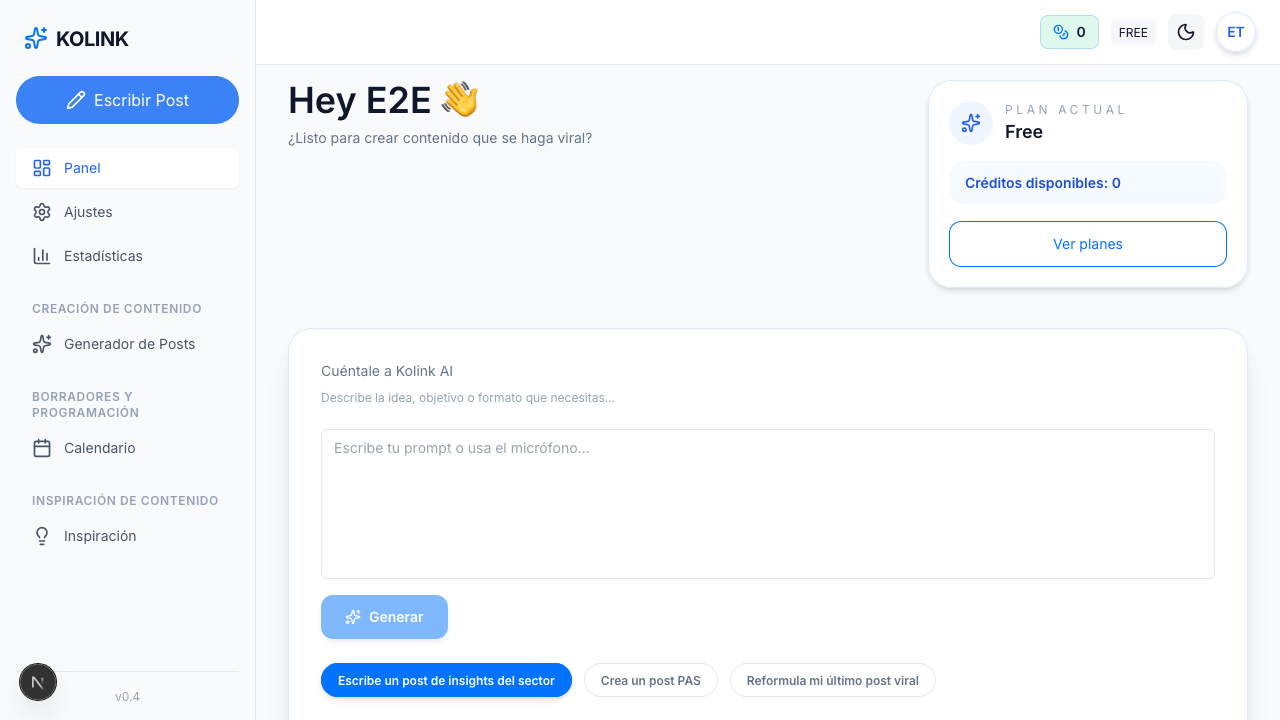 KOLINK
Escribir Post
Panel
Ajustes
Estadísticas
CREACIÓN DE CONTENIDO
Generador de Posts
BORRADORES Y
PROGRAMACIÓN
Calendario
INSPIRACIÓN DE CONTENIDO
Inspiración
N
v0.4
0
FREE
ET
Hey E2E 👋
¿Listo para crear contenido que se haga viral?
PLAN ACTUAL
Free
Créditos disponibles: 0
Ver planes
Cuéntale a Kolink AI
Describe la idea, objetivo o formato que necesitas...
Escribe tu prompt o usa el micrófono...
Generar
Escribe un post de insights del sector
Crea un post PAS
Reformula mi último post viral